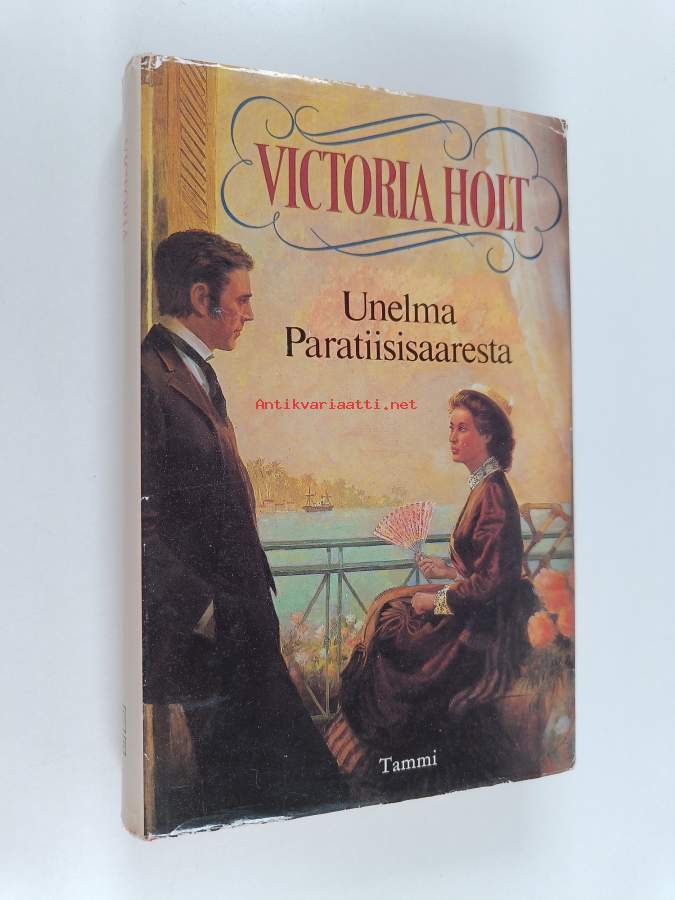 VICTORIA HOLT
Unelma
Paratiisisaaresta
Antikvariaatti.net
Tammi